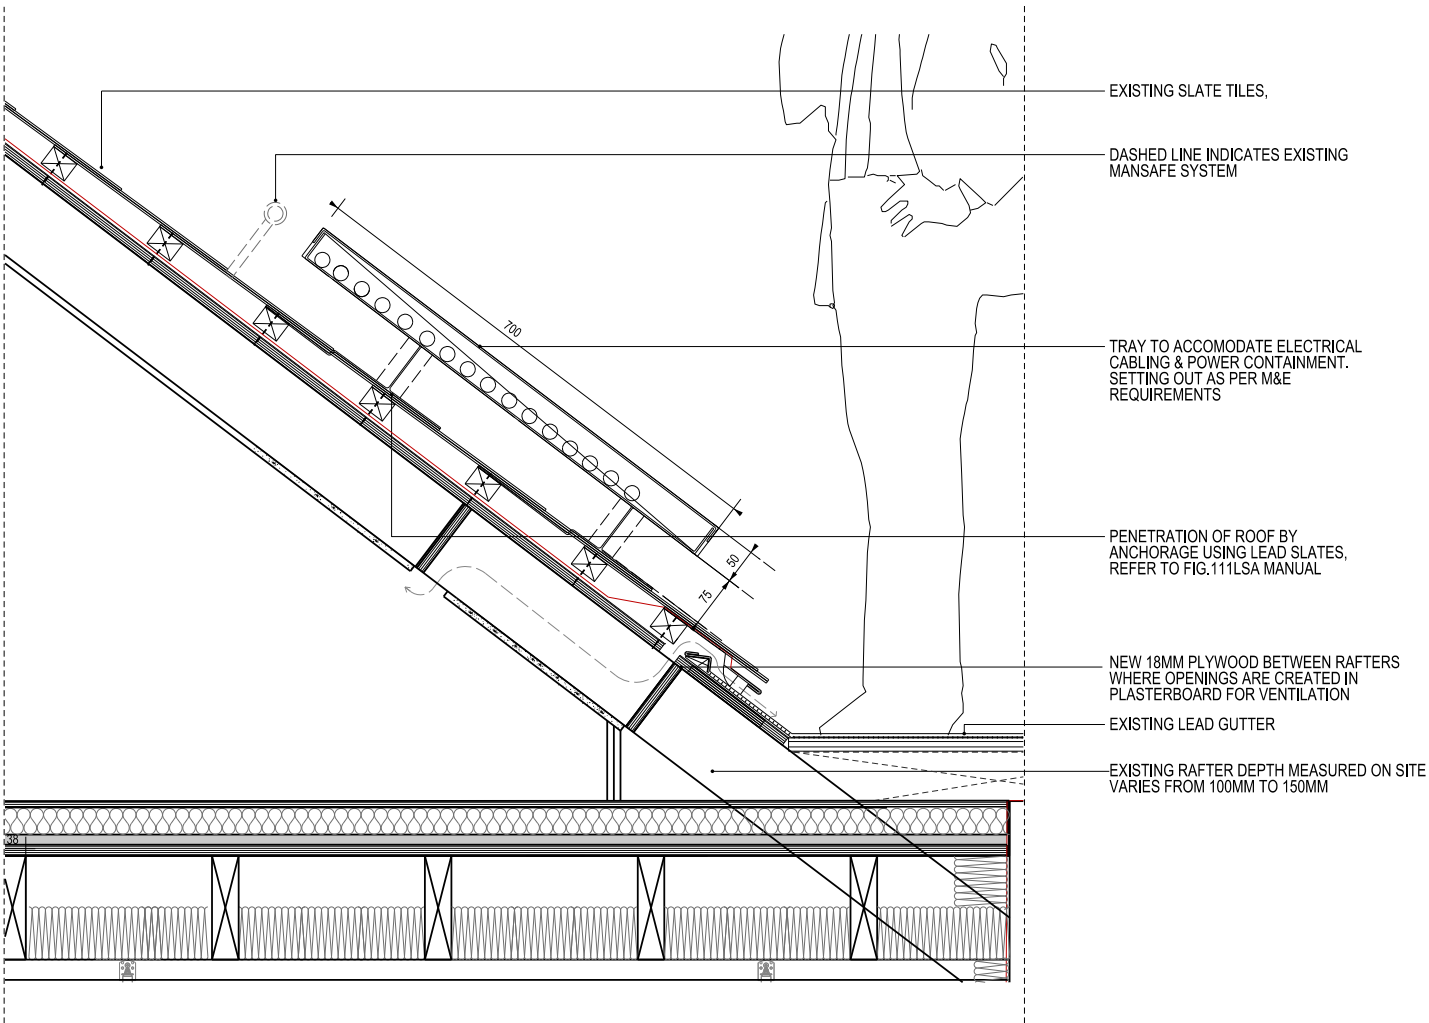 EXISTING SLATE TILES,
DASHED LINE INDICATES EXISTING
MANSAFE SYSTEM
700
TRAY TO ACCOMODATE ELECTRICAL
CABLING & POWER CONTAINMENT.
SETTING OUT AS PER M&E
REQUIREMENTS
PENETRATION OF ROOF BY
ANCHORAGE USING LEAD SLATES,
REFER TO FIG.111LSA MANUAL
50
75
NEW 18MM PLYWOOD BETWEEN RAFTERS
WHERE OPENINGS ARE CREATED IN
PLASTERBOARD FOR VENTILATION
EXISTING LEAD GUTTER
EXISTING RAFTER DEPTH MEASURED ON SITE
VARIES FROM 100MM TO 150MM
38